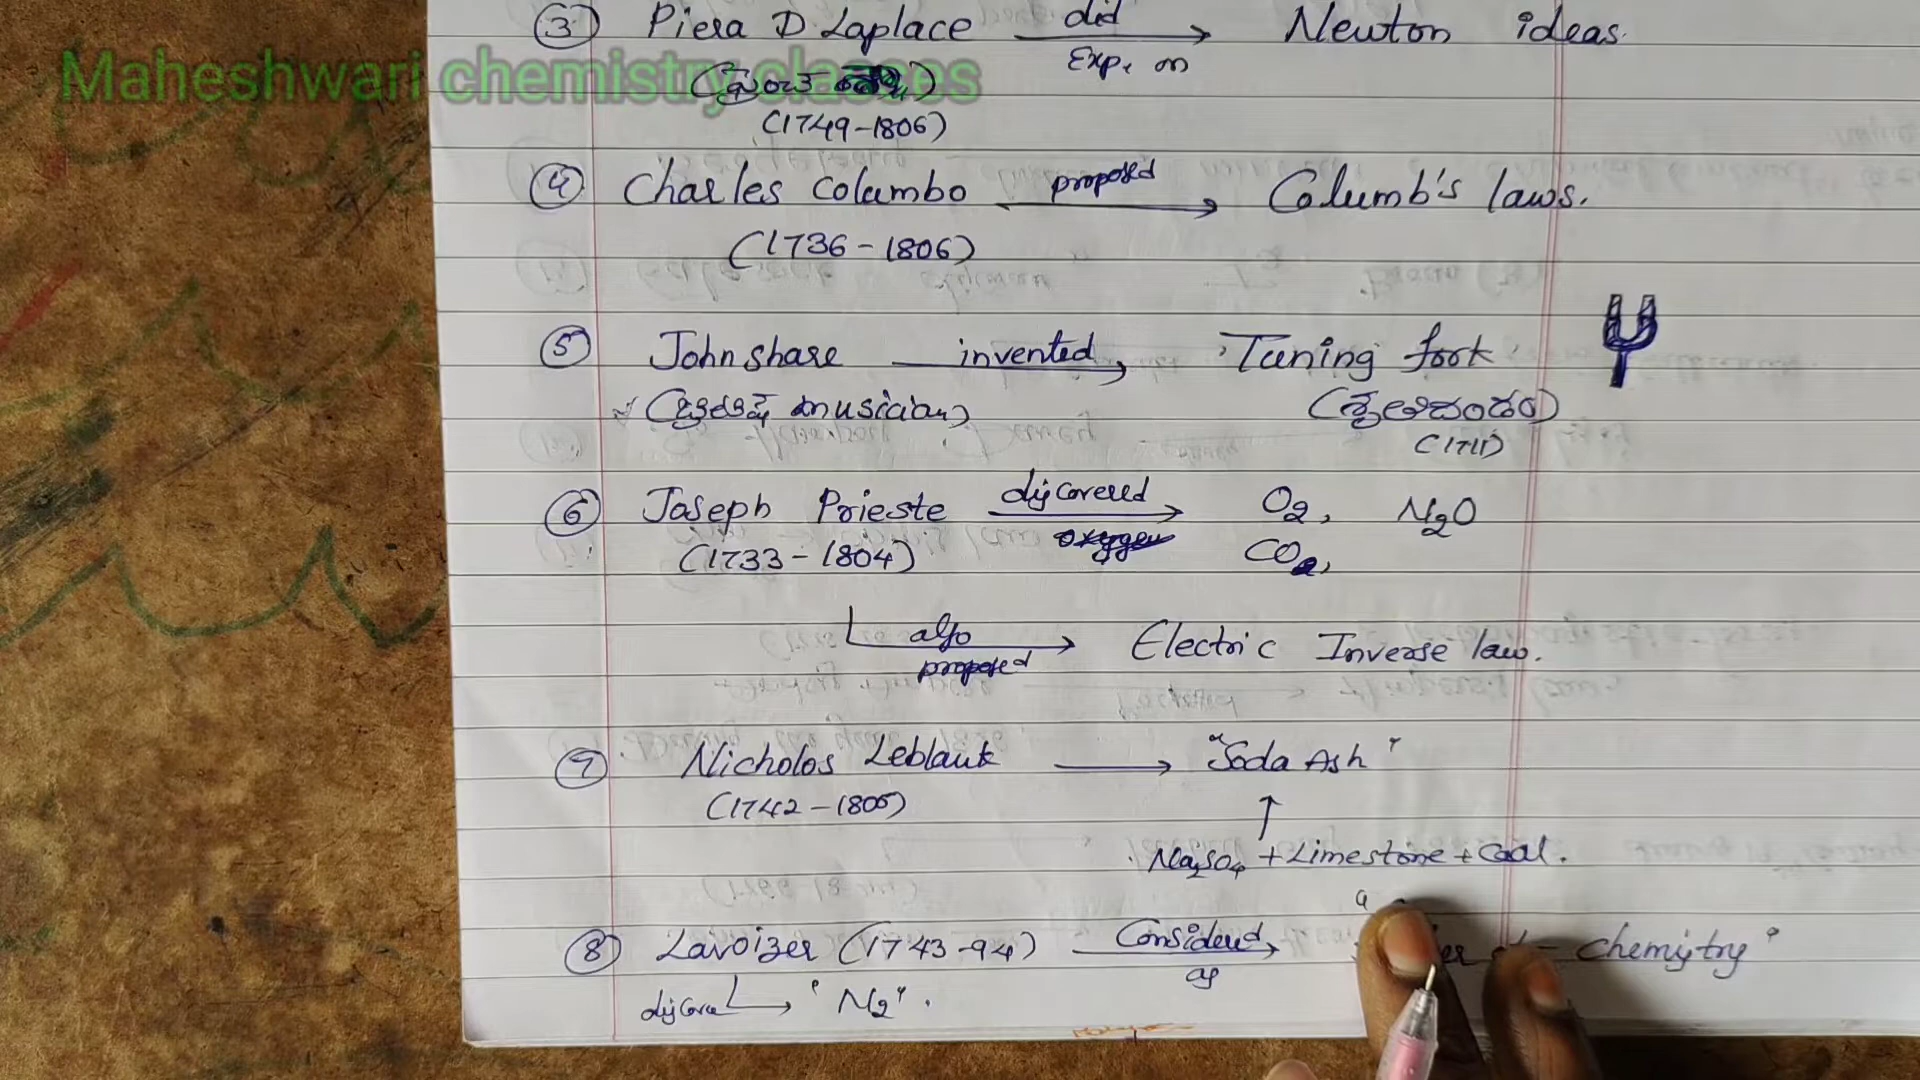 ③ Piera D. Laplace did Exp. on → Newton ideas.
Maheshwari chemistry classes
(1749-1806)
④ Charles Columbo proposed → Columb's laws.
(1736-1806)
⑤ John share invented → Tuning fork
musician)
(1711)
⑥ Joseph Prieste discovered → O2, N2O
(1733-1804) CO2,
also proposed → Electric Inverse law.
⑦ Nicholos Leblauk → "Soda Ash"
(1742-1806)
↑
Na2SO4 + Limestone + Coal.
⑧ Lavoizer (1743-94) Considered as → Chemistry"
discove → "N2".